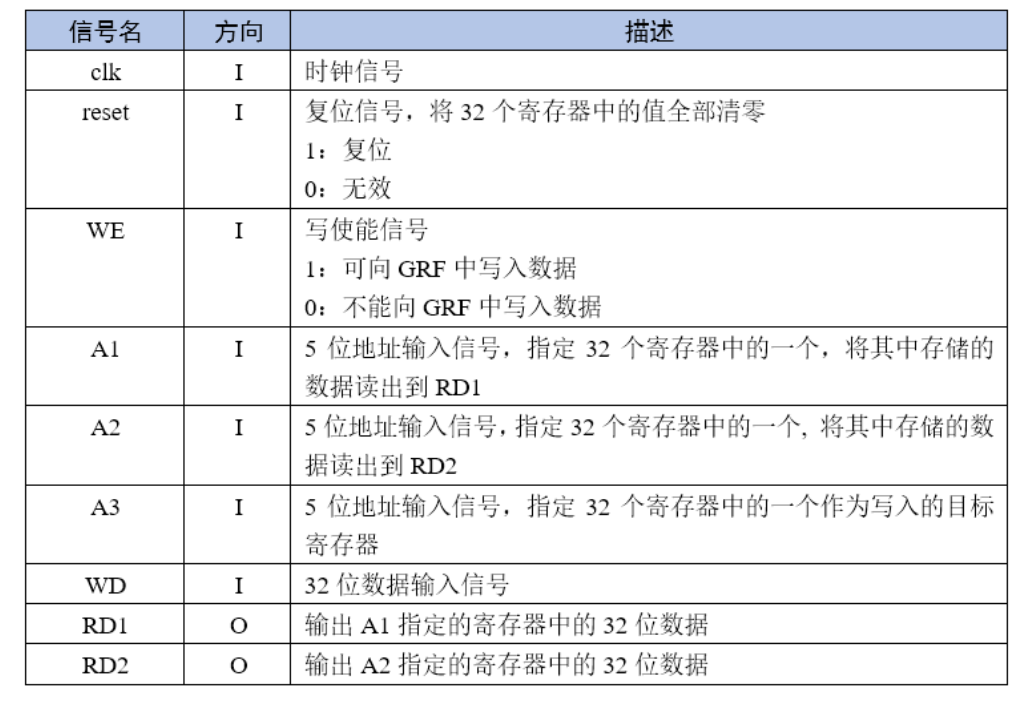 信号名 方向 描述
clk I 时钟信号
reset I 复位信号，将 32 个寄存器中的值全部清零
1：复位
0：无效
WE I 写使能信号
1：可向 GRF 中写入数据
0：不能向 GRF 中写入数据
A1 I 5 位地址输入信号，指定 32 个寄存器中的一个，将其中存储的
数据读出到 RD1
A2 I 5 位地址输入信号，指定 32 个寄存器中的一个, 将其中存储的数
据读出到 RD2
A3 I 5 位地址输入信号，指定 32 个寄存器中的一个作为写入的目标
寄存器
WD I 32 位数据输入信号
RD1 O 输出 A1 指定的寄存器中的 32 位数据
RD2 O 输出 A2 指定的寄存器中的 32 位数据